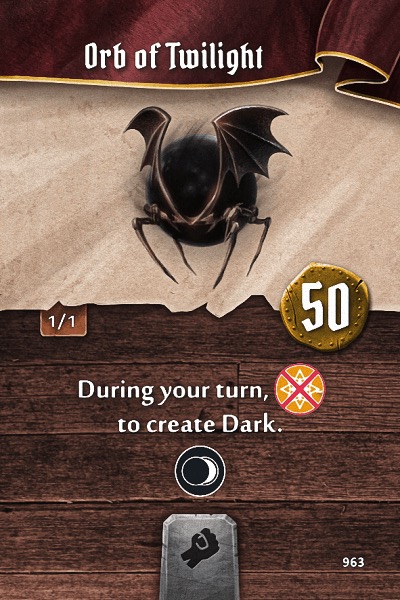 Orb of Twilight
1/1
50
During your turn,
to create Dark.
963